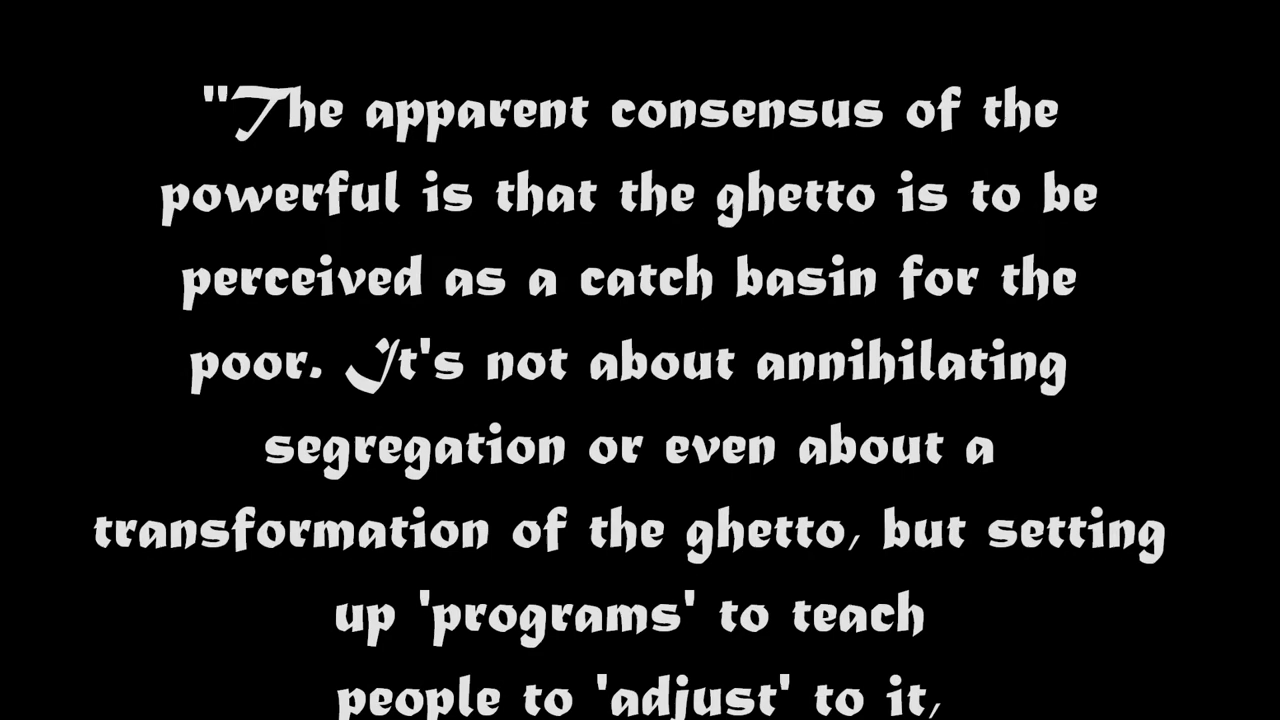 "The apparent consensus of the
powerful is that the ghetto is to be
perceived as a catch basin for the
poor. It's not about annihilating
segregation or even about a
transformation of the ghetto, but setting
up 'programs' to teach
people to 'adjust' to it,